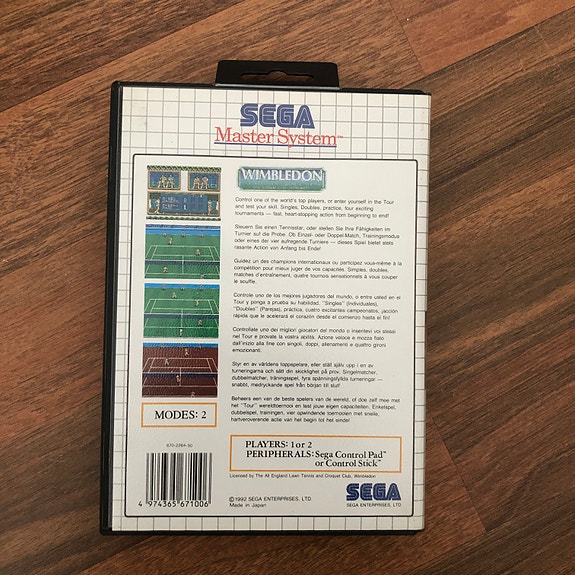 SEGA
Master System™
WIMBLEDON
Control one of the world's top players, or enter yourself in the Tour
and test your skill. Singles, Doubles, practice, four exciting
tournaments — fast, heart-stopping action from beginning to end!
Steuern Sie einen Tennisstar, oder stellen Sie Ihre Fähigkeiten im
Turnier auf die Probe. Ob Einzel- oder Doppel-Match, Trainingsmodus
oder eines der vier aufregende Turniere — dieses Spiel bietet stets
rasante Action von Anfang bis Ende!
Guidez un des champions internationaux ou participez vous-même à la
compétition pour mieux juger de vos capacités. Simples, doubles,
matches d'entraînement, quatre tournois sensationnels à vous couper
le souffle.
Controle uno de los mejores jugadores del mundo, o entre usted en el
Tour y ponga a prueba su habilidad. "Singles" (Individuales),
"Doubles" (Parejas), práctica, cuatro excitantes campeonatos, ¡acción
rápida que le acelerará el corazón desde el comienzo hasta el fin!
Controllate uno dei migliori giocatori del mondo o inseritevi voi stessi
nel Tour e provate la vostra abilità. Azione veloce e mozza fiato
dall'inizio alla fine con singoli, doppi, allenamenti e quattro gironi
emozionanti.
Styr en av världens toppspelare, eller ställ själv upp i en av
turneringarna och sätt din skicklighet på prov. Singelmatcher,
dubbelmatcher, träningspel, fyra spänningsfyllda turneringar —
snabbt, medryckande spel från början till slut!
Beheers een van de beste spelers van de wereld, of doe zelf mee met
het "Tour" wereldtoernooi en test jouw eigen capaciteiten. Enkelspel,
dubbelspel, trainingen, vier opwindende toernooien met snelle,
hartveroverende actie van het begin tot het einde!
MODES: 2
PLAYERS: 1 or 2
PERIPHERALS: Sega Control Pad™
or Control Stick™
670-2264-50
Licensed by The All England Lawn Tennis and Croquet Club, Wimbledon
4 974365 671006
©1992 SEGA ENTERPRISES, LTD.
Made in Japan
SEGA
SEGA ENTERPRISES, LTD.